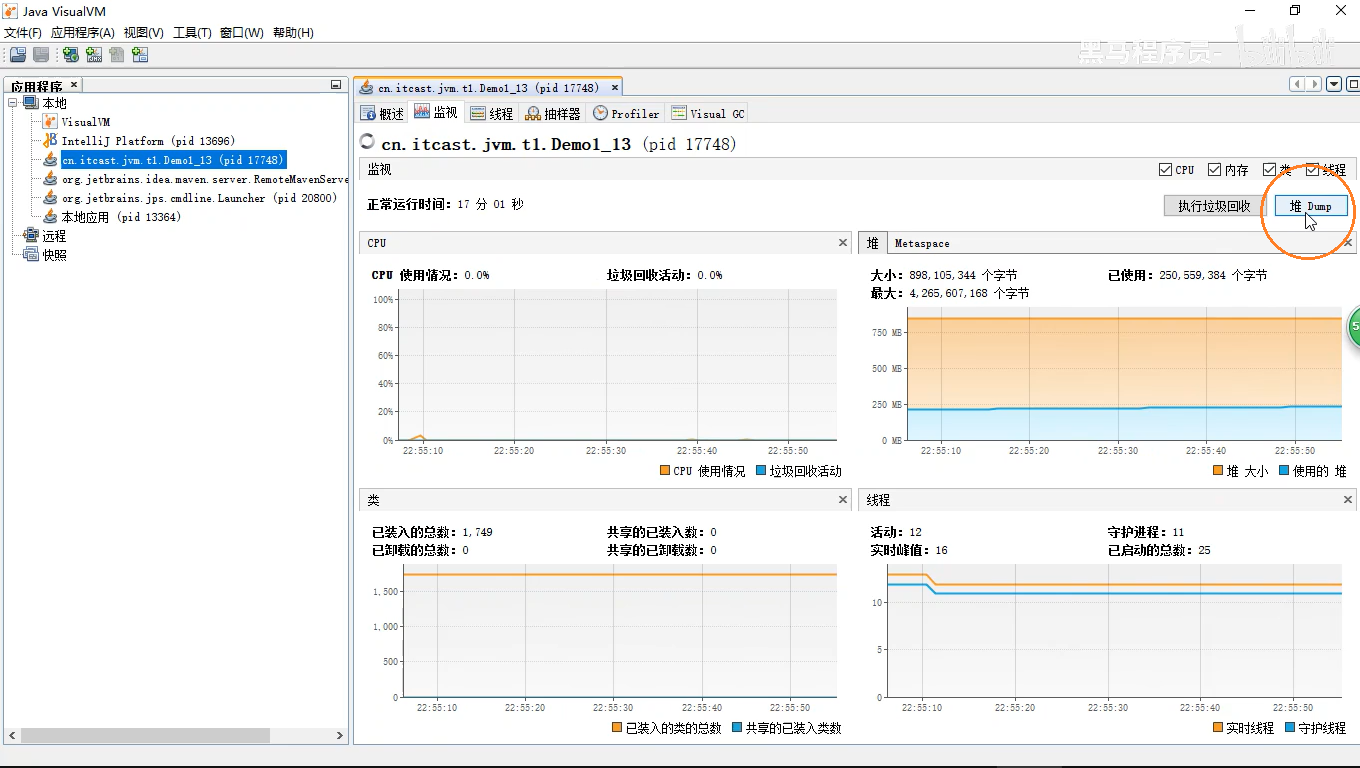 Java VisualVM
文件(F) 应用程序(A) 视图(V) 工具(T) 窗口(W) 帮助(H)
黑马程序员-
应用程序
本地
VisualVM
IntelliJ Platform (pid 13696)
cn.itcast.jvm.t1.Demo1_13 (pid 17748)
org.jetbrains.idea.maven.server.RemoteMavenServe
org.jetbrains.jps.cmdline.Launcher (pid 20800)
本地应用 (pid 13364)
远程
快照
cn.itcast.jvm.t1.Demo1_13 (pid 17748)
概述 监视 线程 抽样器 Profiler Visual GC
cn.itcast.jvm.t1.Demo1_13 (pid 17748)
监视 CPU 内存 类 线程
正常运行时间: 17 分 01 秒 执行垃圾回收 堆 Dump
CPU
CPU 使用情况: 0.0% 垃圾回收活动: 0.0%
100%
80%
60%
40%
20%
0%
22:55:10 22:55:20 22:55:30 22:55:40 22:55:50
CPU 使用情况 垃圾回收活动
堆 Metaspace
大小: 898,105,344 个字节 已使用: 250,559,384 个字节
最大: 4,265,607,168 个字节
750 MB
500 MB
250 MB
0 MB
22:55:10 22:55:20 22:55:30 22:55:40 22:55:50
堆 大小 使用的 堆
5
类
已装入的总数: 1,749 共享的已装入数: 0
已卸载的总数: 0 共享的已卸载数: 0
1,500
1,000
500
0
22:55:10 22:55:20 22:55:30 22:55:40 22:55:50
已装入的类的总数 共享的已装入类数
线程
活动: 12 守护进程: 11
实时峰值: 16 已启动的总数: 25
10
5
0
22:55:10 22:55:20 22:55:30 22:55:40 22:55:50
实时线程 守护线程